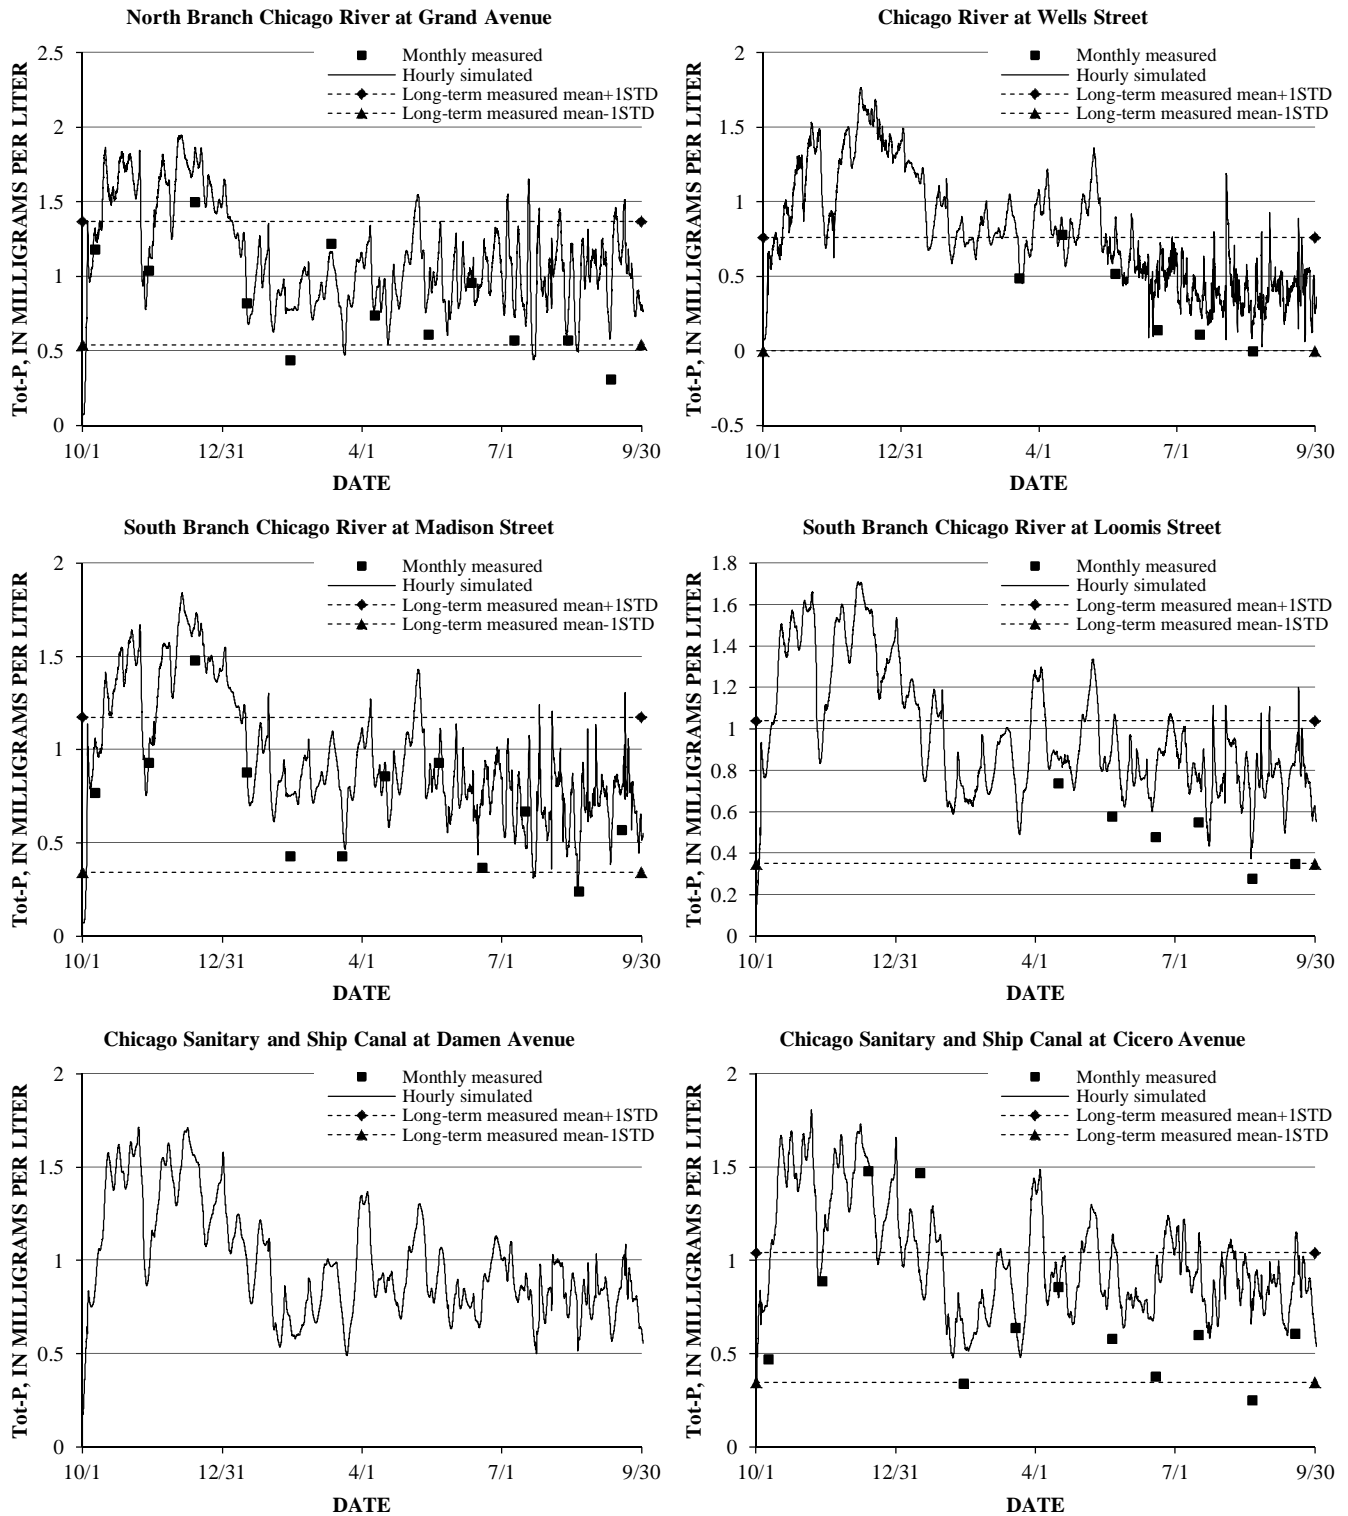 North Branch Chicago River at Grand Avenue
Tot-P, IN MILLIGRAMS PER LITER
2.5
2
1.5
1
0.5
0
Monthly measured
Hourly simulated
Long-term measured mean+1STD
Long-term measured mean-1STD
10/1 12/31 4/1 7/1 9/30
DATE
Chicago River at Wells Street
Tot-P, IN MILLIGRAMS PER LITER
2
1.5
1
0.5
0
-0.5
Monthly measured
Hourly simulated
Long-term measured mean+1STD
Long-term measured mean-1STD
10/1 12/31 4/1 7/1 9/30
DATE
South Branch Chicago River at Madison Street
Tot-P, IN MILLIGRAMS PER LITER
2
1.5
1
0.5
0
Monthly measured
Hourly simulated
Long-term measured mean+1STD
Long-term measured mean-1STD
10/1 12/31 4/1 7/1 9/30
DATE
South Branch Chicago River at Loomis Street
Tot-P, IN MILLIGRAMS PER LITER
1.8
1.6
1.4
1.2
1
0.8
0.6
0.4
0.2
0
Monthly measured
Hourly simulated
Long-term measured mean+1STD
Long-term measured mean-1STD
10/1 12/31 4/1 7/1 9/30
DATE
Chicago Sanitary and Ship Canal at Damen Avenue
Tot-P, IN MILLIGRAMS PER LITER
2
1.5
1
0.5
0
Monthly measured
Hourly simulated
Long-term measured mean+1STD
Long-term measured mean-1STD
10/1 12/31 4/1 7/1 9/30
DATE
Chicago Sanitary and Ship Canal at Cicero Avenue
Tot-P, IN MILLIGRAMS PER LITER
2
1.5
1
0.5
0
Monthly measured
Hourly simulated
Long-term measured mean+1STD
Long-term measured mean-1STD
10/1 12/31 4/1 7/1 9/30
DATE